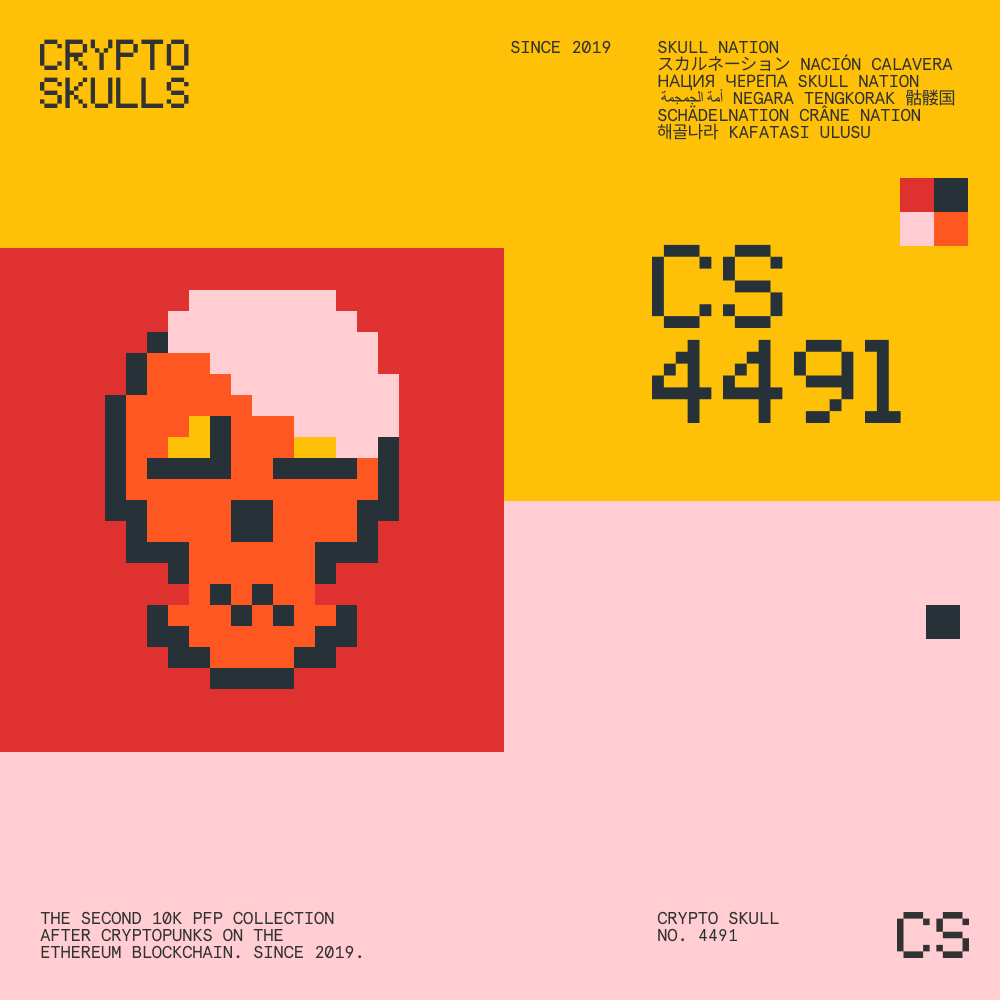 CRYPTO
SKULLS
SINCE 2019
SKULL NATION
スカルネーション NACIÓN CALAVERA
НАЦИЯ ЧЕРЕПА SKULL NATION
أمة الجمجمة NEGARA TENGKORAK 骷髅国
SCHÄDELNATION CRÂNE NATION
해골나라 KAFATASI ULUSU
CS
4491
THE SECOND 10K PFP COLLECTION
AFTER CRYPTOPUNKS ON THE
ETHEREUM BLOCKCHAIN. SINCE 2019.
CRYPTO SKULL
NO. 4491
CS